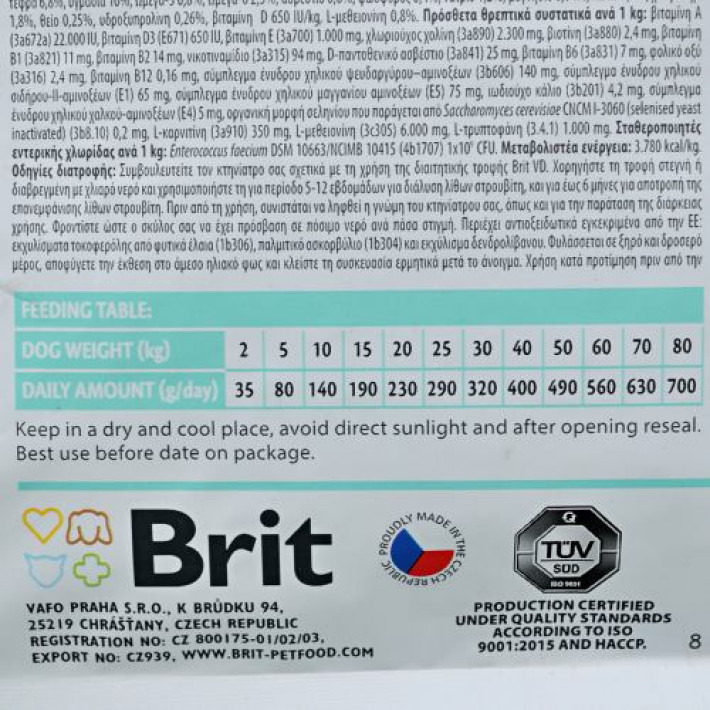 1,8%, θείο 0,25%, υδροξυπρολίνη 0,26%, βιταμίνη D 650 IU/kg, L-μεθειονίνη 0,8%. Πρόσθετα θρεπτικά συστατικά ανά 1 kg: βιταμίνη A
(3a672a) 22.000 IU, βιταμίνη D3 (E671) 650 IU, βιταμίνη E (3a700) 1.000 mg, χλωριούχος χολίνη (3a890) 2.300 mg, βιοτίνη (3a880) 2,4 mg, βιταμίνη
B1 (3a821) 11 mg, βιταμίνη B2 14 mg, νικοτιναμίδιο (3a315) 94 mg, D-παντοθενικό ασβέστιο (3a841) 25 mg, βιταμίνη B6 (3a831) 7 mg, φολικό οξύ
(3a316) 2,4 mg, βιταμίνη B12 0,16 mg, σύμπλεγμα ένυδρου χηλικού ψευδαργύρου–αμινοξέων (3b606) 140 mg, σύμπλεγμα ένυδρου χηλικού
σιδήρου-II-αμινοξέων (E1) 65 mg, σύμπλεγμα ένυδρου χηλικού μαγγανίου αμινοξέων (E5) 75 mg, ιωδιούχο κάλιο (3b201) 4,2 mg, σύμπλεγμα
ένυδρου χηλικού χαλκού-αμινοξέων (E4) 5 mg, οργανική μορφή σεληνίου που παράγεται από Saccharomyces cerevisiae CNCM I-3060 (selenised yeast
inactivated) (3b8.10) 0,2 mg, L-καρνιτίνη (3a910) 350 mg, L-μεθειονίνη (3c305) 6.000 mg, L-τρυπτοφάνη (3.4.1) 1.000 mg. Σταθεροποιητές
εντερικής χλωρίδας ανά 1 kg: Enterococcus faecium DSM 10663/NCIMB 10415 (4b1707) 1x10⁹ CFU. Μεταβολιστέα ενέργεια: 3.780 kcal/kg.
Οδηγίες διατροφής: Συμβουλευτείτε τον κτηνίατρο σας σχετικά με τη χρήση της διαιτητικής τροφής Brit VD. Χορηγήστε τη τροφή στεγνή ή
διαβρεγμένη με χλιαρό νερό και χρησιμοποιήστε τη για περίοδο 5-12 εβδομάδων για διάλυση λίθων στρουβίτη, και για έως 6 μήνες για αποτροπή της
επανεμφάνισης λίθων στρουβίτη. Πριν από τη χρήση, συνιστάται να ληφθεί η γνώμη του κτηνίατρου σας, όπως και για την παράταση της διάρκειας
χρήσης. Φροντίστε ώστε ο σκύλος σας να έχει πρόσβαση σε πόσιμο νερό ανά πάσα στιγμή. Περιέχει αντιοξειδωτικά εγκεκριμένα από την ΕΕ:
εκχυλίσματα τοκοφερόλης από φυτικά έλαια (1b306), παλμιτικό ασκορβύλιο (1b304) και εκχύλισμα δενδρολίβανου. Φυλάσσεται σε ξηρό και δροσερό
μέρος, αποφύγετε την έκθεση στο άμεσο ηλιακό φως και κλείστε τη συσκευασία ερμητικά μετά το άνοιγμα. Χρήση κατά προτίμηση πριν από την
FEEDING TABLE:
DOG WEIGHT (kg) 2 5 10 15 20 25 30 40 50 60 70 80
DAILY AMOUNT (g/day) 35 80 140 190 230 290 320 400 490 560 630 700
Keep in a dry and cool place, avoid direct sunlight and after opening reseal.
Best use before date on package.
Brit
PROUDLY MADE IN THE CZECH REPUBLIC
TÜV
SÜD
ISO 9001
VAFO PRAHA S.R.O., K BRŮDKU 94,
25219 CHRÁŠŤANY, CZECH REPUBLIC
REGISTRATION NO: CZ 800175-01/02/03,
EXPORT NO: CZ939, WWW.BRIT-PETFOOD.COM
PRODUCTION CERTIFIED
UNDER QUALITY STANDARDS
ACCORDING TO ISO
9001:2015 AND HACCP.
8